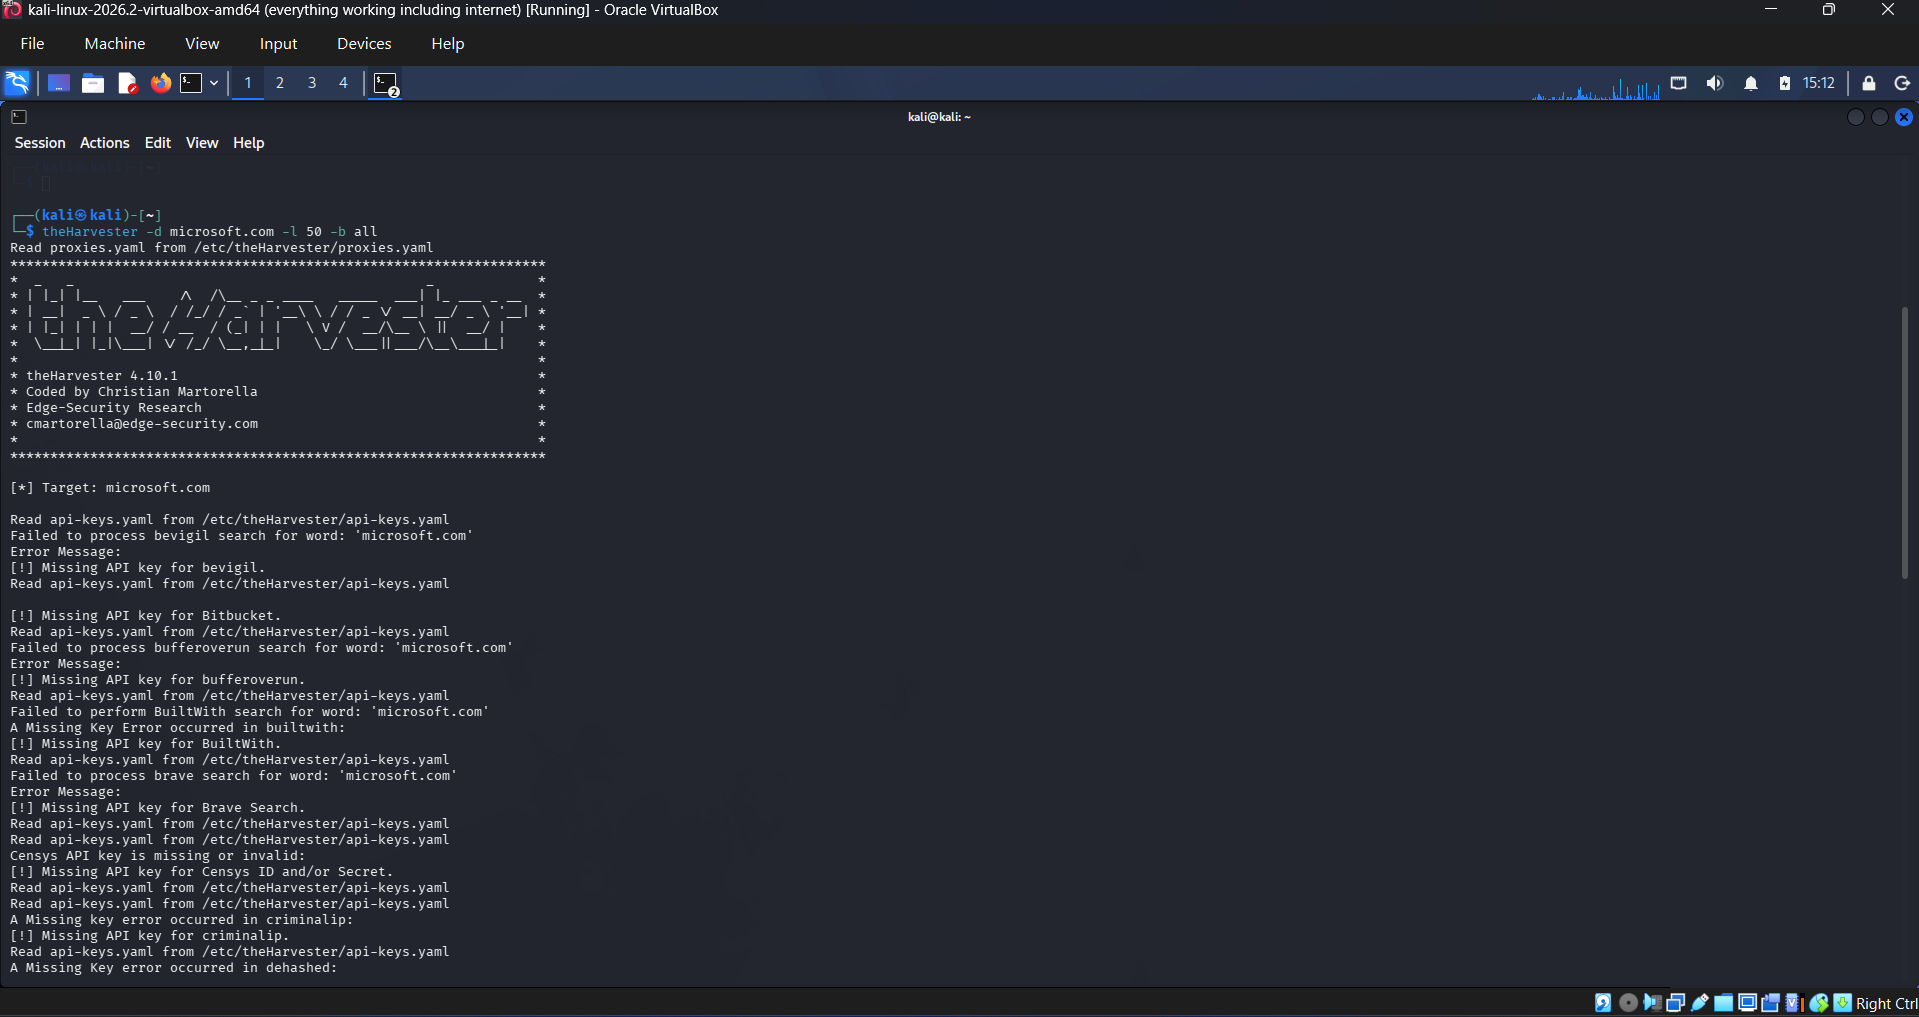 kali-linux-2026.2-virtualbox-amd64 (everything working including internet) [Running] - Oracle VirtualBox
File Machine View Input Devices Help
1 2 3 4 2 15:12
kali@kali: ~
Session Actions Edit View Help
(kali㉿kali)-[~]
$ theHarvester -d microsoft.com -l 50 -b all
Read proxies.yaml from /etc/theHarvester/proxies.yaml
*******************************************************************
theHarvester
* theHarvester 4.10.1 *
* Coded by Christian Martorella *
* Edge-Security Research *
* cmartorella@edge-security.com *
* *
*******************************************************************
[*] Target: microsoft.com
Read api-keys.yaml from /etc/theHarvester/api-keys.yaml
Failed to process bevigil search for word: 'microsoft.com'
Error Message:
[!] Missing API key for bevigil.
Read api-keys.yaml from /etc/theHarvester/api-keys.yaml
[!] Missing API key for Bitbucket.
Read api-keys.yaml from /etc/theHarvester/api-keys.yaml
Failed to process bufferoverun search for word: 'microsoft.com'
Error Message:
[!] Missing API key for bufferoverun.
Read api-keys.yaml from /etc/theHarvester/api-keys.yaml
Failed to perform BuiltWith search for word: 'microsoft.com'
A Missing Key Error occurred in builtwith:
[!] Missing API key for BuiltWith.
Read api-keys.yaml from /etc/theHarvester/api-keys.yaml
Failed to process brave search for word: 'microsoft.com'
Error Message:
[!] Missing API key for Brave Search.
Read api-keys.yaml from /etc/theHarvester/api-keys.yaml
Read api-keys.yaml from /etc/theHarvester/api-keys.yaml
Censys API key is missing or invalid:
[!] Missing API key for Censys ID and/or Secret.
Read api-keys.yaml from /etc/theHarvester/api-keys.yaml
Read api-keys.yaml from /etc/theHarvester/api-keys.yaml
A Missing key error occurred in criminalip:
[!] Missing API key for criminalip.
Read api-keys.yaml from /etc/theHarvester/api-keys.yaml
A Missing Key error occurred in dehashed:
Right Ctrl